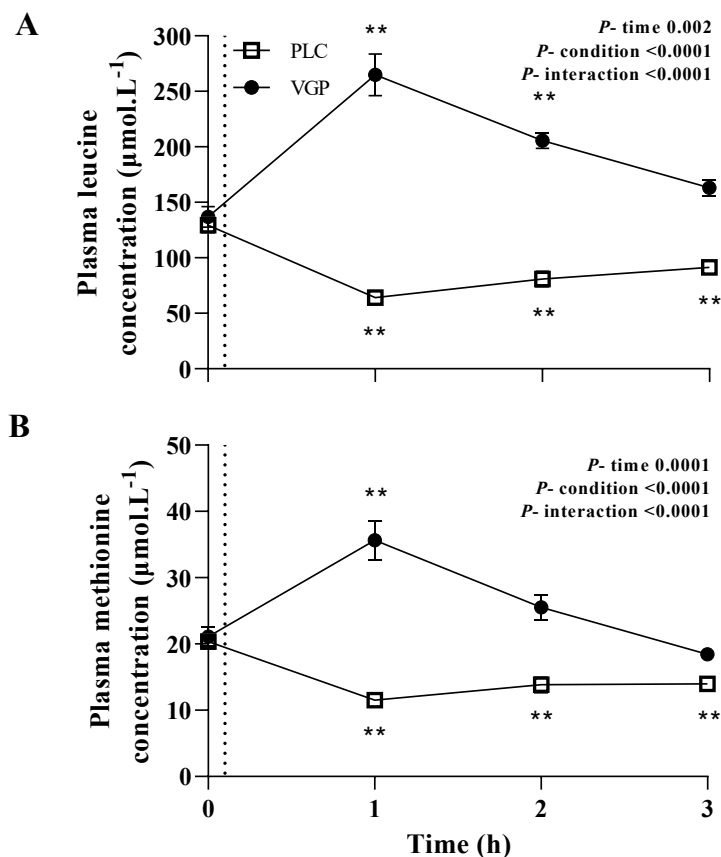 A
Plasma leucine
concentration (μmol.L-1)
300
250
200
150
100
50
0
PLC
VGP
P- time 0.002
P- condition <0.0001
P- interaction <0.0001
**
**
**
**
**
B
Plasma methionine
concentration (μmol.L-1)
50
40
30
20
10
0
P- time 0.0001
P- condition <0.0001
P- interaction <0.0001
**
**
**
**
0
1
2
3
Time (h)